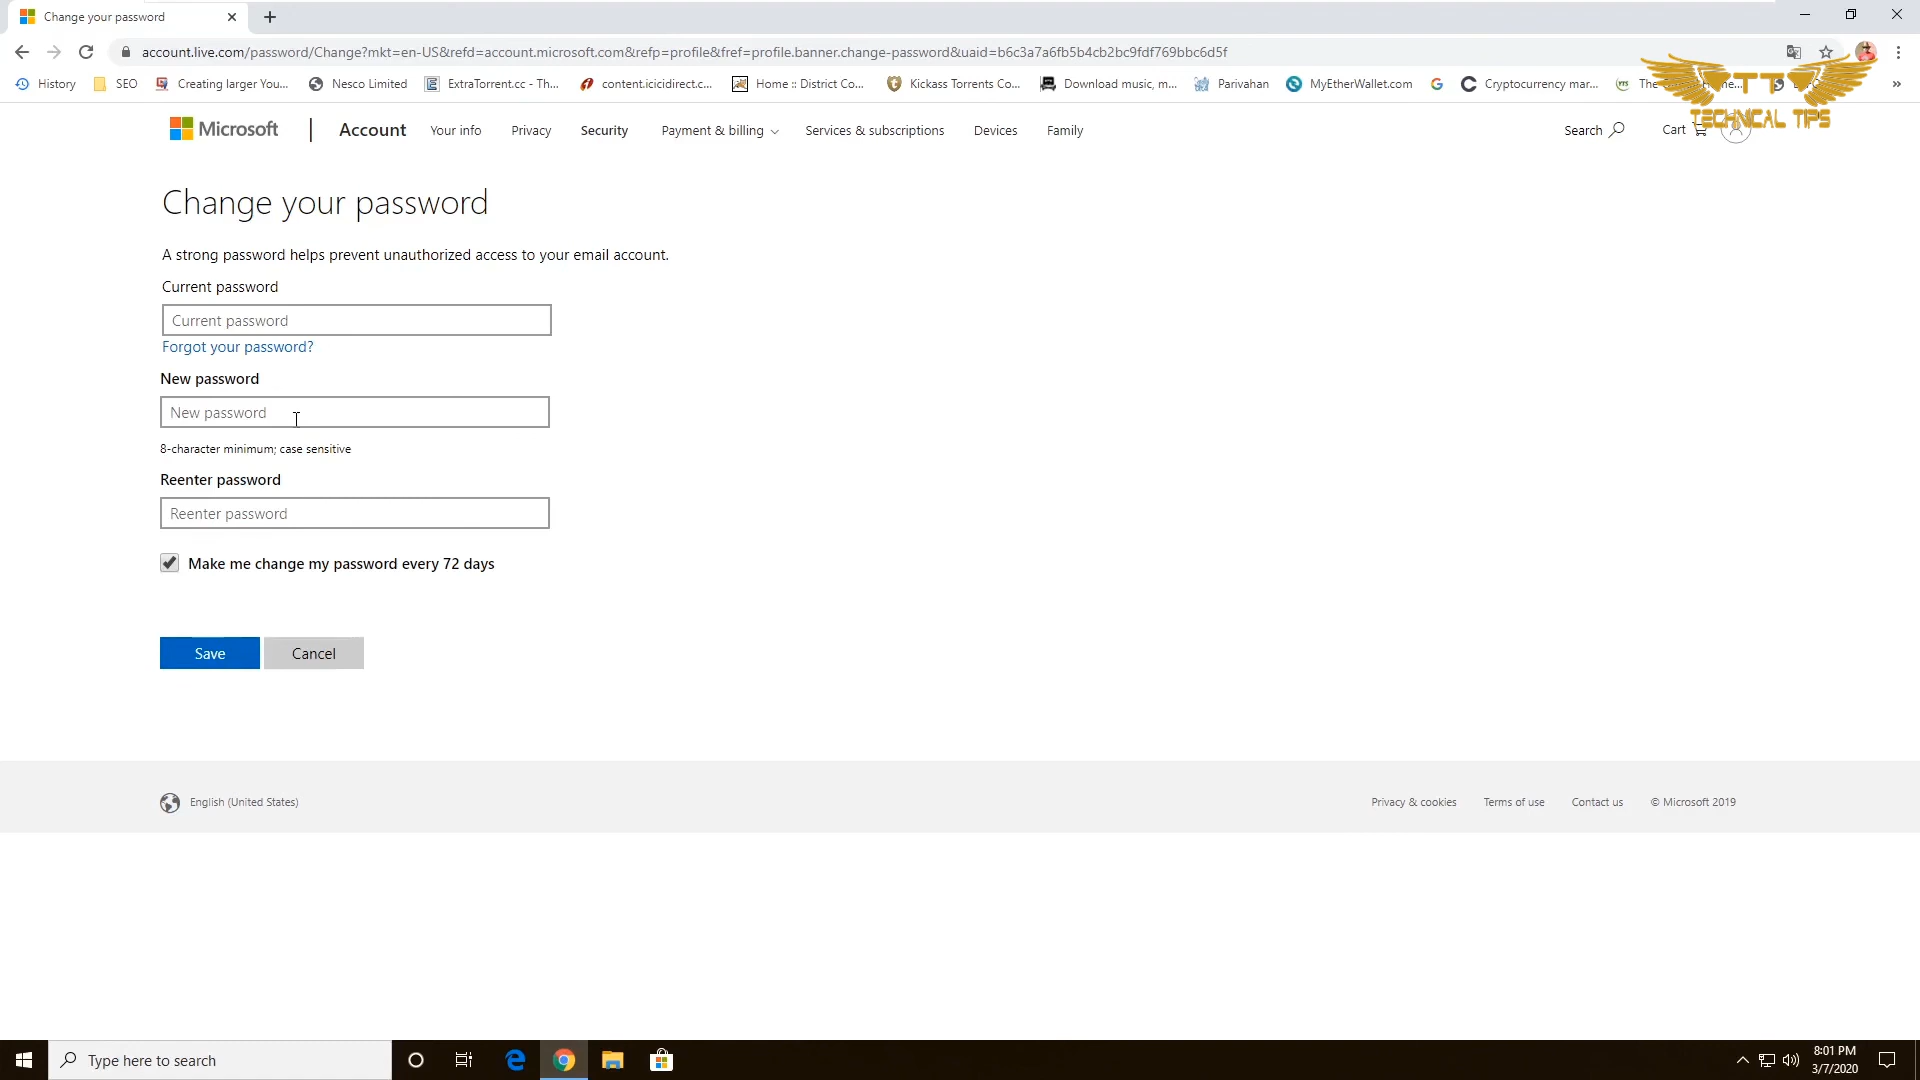 Change your password
account.live.com/password/Change?mkt=en-US&refd=account.microsoft.com&refp=profile&fref=profile.banner.change-password&uaid=b6c3a7a6fb5b4cb2bc9fdf769bbc6d5f
History SEO Creating larger You... Nesco Limited ExtraTorrent.cc - Th... content.icicidirect.c... Home :: District Co... Kickass Torrents Co... Download music, m... Parivahan MyEtherWallet.com Cryptocurrency mar...
TT
TECHNICAL TIPS
Microsoft Account Your info Privacy Security Payment & billing Services & subscriptions Devices Family Search Cart
Change your password
A strong password helps prevent unauthorized access to your email account.
Current password
Current password
Forgot your password?
New password
New password
8-character minimum; case sensitive
Reenter password
Reenter password
Make me change my password every 72 days
Save Cancel
English (United States) Privacy & cookies Terms of use Contact us © Microsoft 2019
Type here to search
8:01 PM
3/7/2020